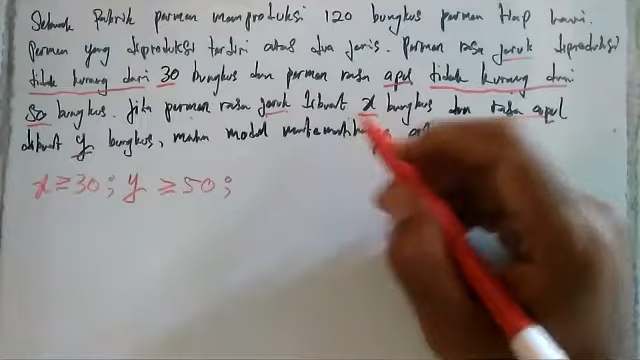 Sebuah Pabrik permen memproduksi 120 bungkus permen tiap hari.
Permen yang diproduksi terdiri atas dua jenis. Permen rasa jeruk diproduksi
tidak kurang dari 30 bungkus dan permen rasa apel tidak kurang dari
50 bungkus. Jika permen rasa jeruk dibuat x bungkus dan rasa apel
dibuat y bungkus, maka model matematika
x ≥ 30 ; y ≥ 50 ;